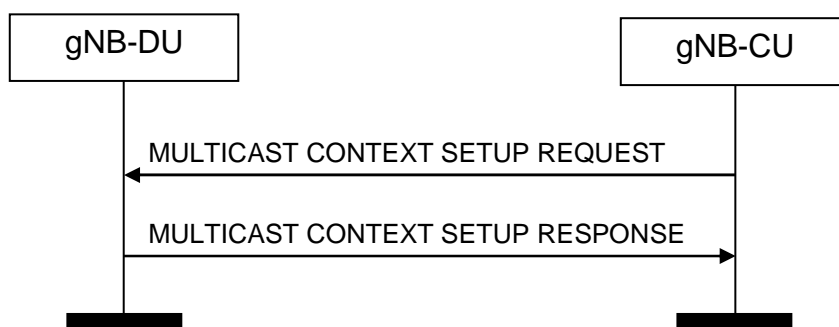 gNB-DU
gNB-CU
MULTICAST CONTEXT SETUP REQUEST
MULTICAST CONTEXT SETUP RESPONSE